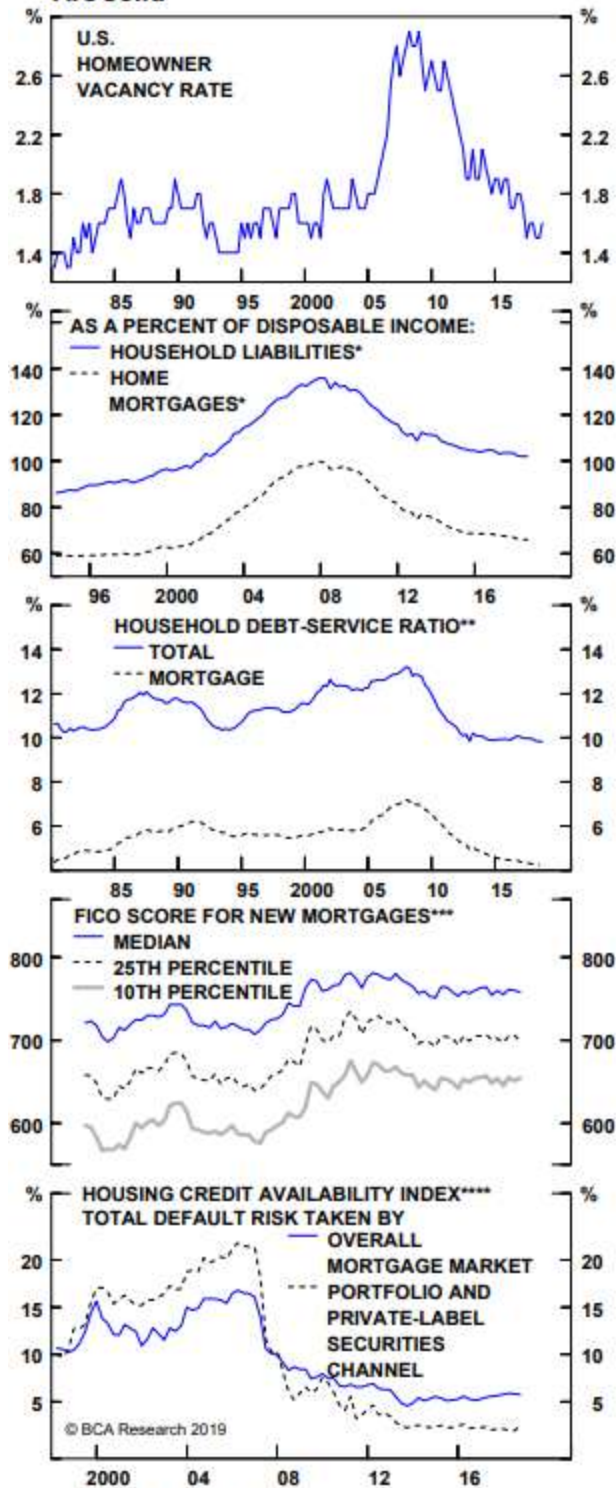 % %
U.S.
HOMEOWNER
VACANCY RATE
2.6 2.6
2.2 2.2
1.8 1.8
1.4 1.4
85 90 95 2000 05 10 15
% %
AS A PERCENT OF DISPOSABLE INCOME:
HOUSEHOLD LIABILITIES*
HOME
MORTGAGES*
140 140
120 120
100 100
80 80
60 60
96 2000 04 08 12 16
% %
HOUSEHOLD DEBT-SERVICE RATIO**
TOTAL
MORTGAGE
14 14
12 12
10 10
8 8
6 6
85 90 95 2000 05 10 15
FICO SCORE FOR NEW MORTGAGES***
MEDIAN
25TH PERCENTILE
10TH PERCENTILE
800 800
700 700
600 600
% %
HOUSING CREDIT AVAILABILITY INDEX****
TOTAL DEFAULT RISK TAKEN BY
OVERALL
MORTGAGE MARKET
PORTFOLIO AND
PRIVATE-LABEL
SECURITIES
CHANNEL
20 20
15 15
10 10
5 5
© BCA Research 2019
2000 04 08 12 16